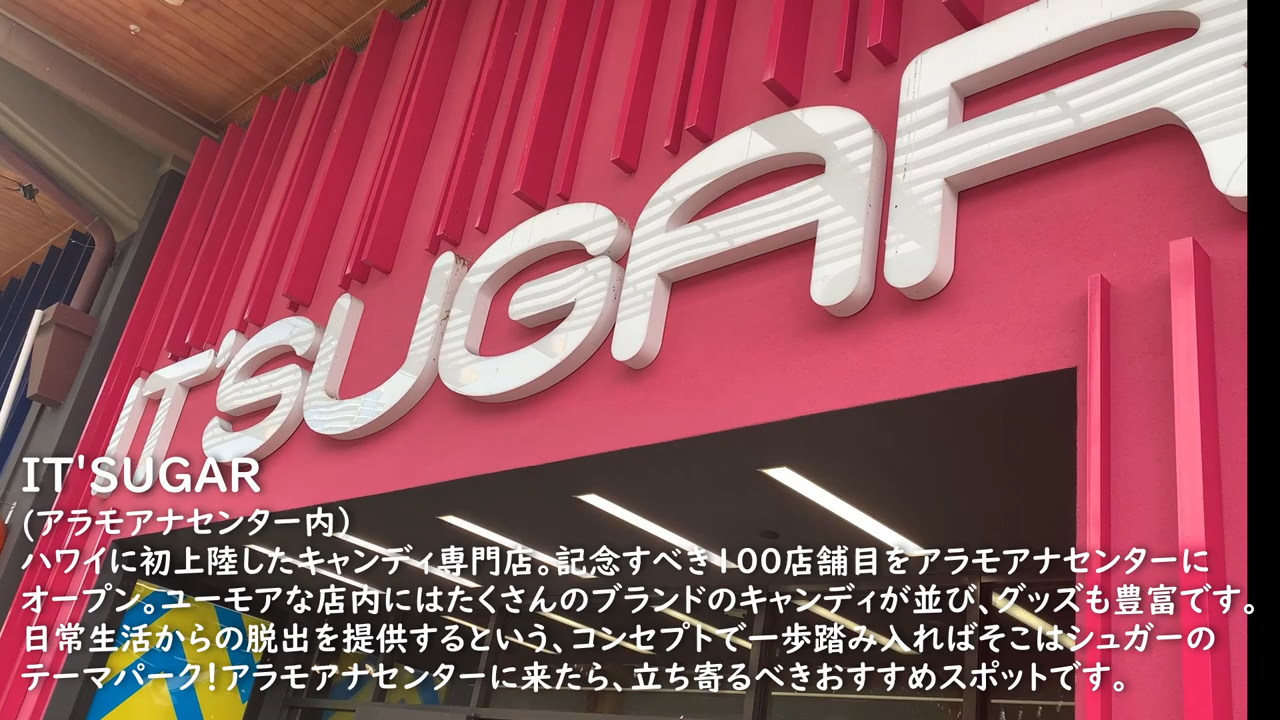 IT'SUGAR
IT'SUGAR
(アラモアナセンター内)
ハワイに初上陸したキャンディ専門店。記念すべき100店舗目をアラモアナセンターに
オープン。ユーモアな店内にはたくさんのブランドのキャンディが並び、グッズも豊富です。
日常生活からの脱出を提供するという、コンセプトで一歩踏み入ればそこはシュガーの
テーマパーク!アラモアナセンターに来たら、立ち寄るべきおすすめスポットです。